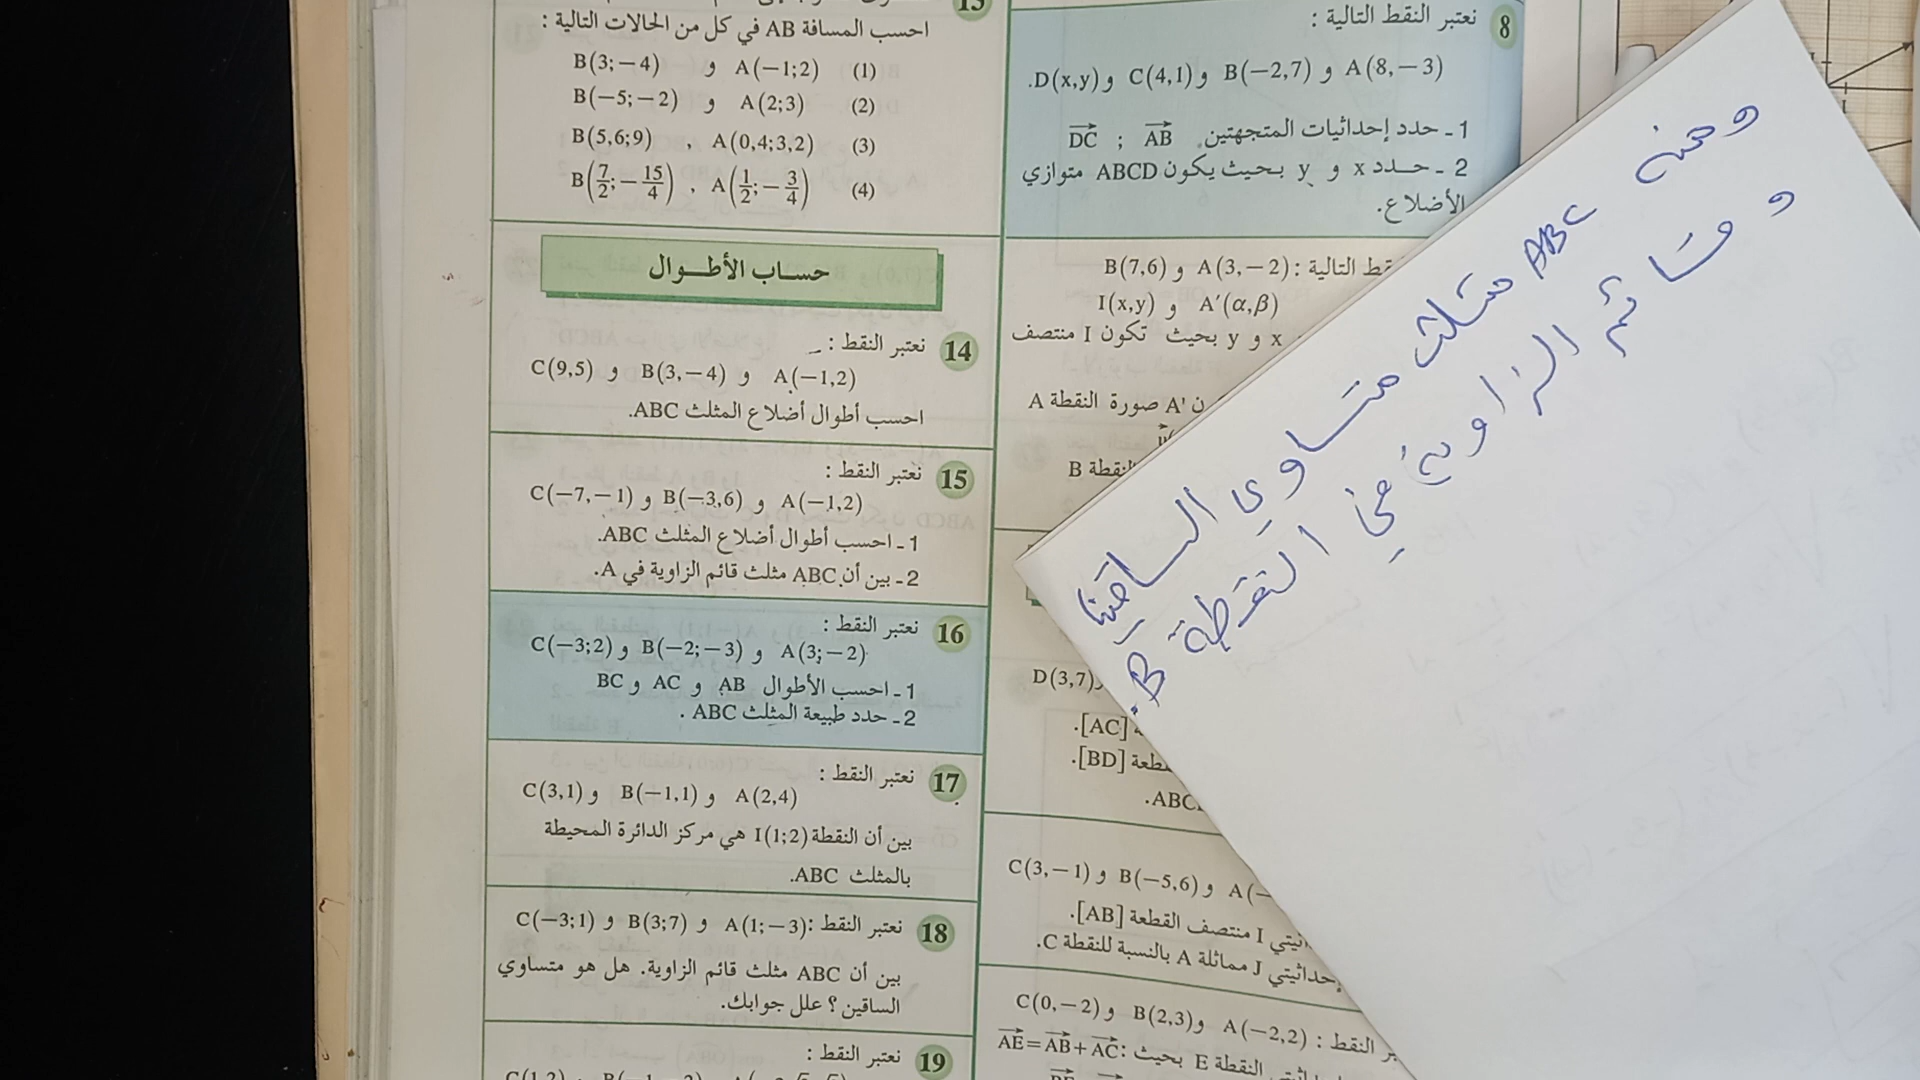 8 نعتبر النقط التالية :
A(8,−3) و B(−2,7) و C(4,1) و D(x,y).
1 ـ حدد إحداثيات المتجهتين AB ; DC
2 ـ حـدد x و y بـحيث يكون ABCD متوازي
الأضلاع.
التالية : A(3,−2) و B(7,6)
A′(α,β) و I(x,y)
x و y بحيث تكون I منتصف
A' صورة النقطة A
B
D(3,7)
[AC].
[BD].
B(−5,6) و C(3,−1)
I منتصف القطعة [AB].
J مماثلة A بالنسبة للنقطة C.
النقط : A(−2,2) و B(2,3) و C(0,−2)
النقطة E بحيث : AE=AB+AC
احسب المسافة AB في كل من الحالات التالية :
(1) A(−1;2) و B(3;−4)
(2) A(2;3) و B(−5;−2)
(3) A(0,4;3,2) , B(5,6;9)
(4) A(1/2;−3/4) , B(7/2;−15/4)
حسـاب الأطـوال
14 نعتبر النقط :
A(−1,2) و B(3,−4) و C(9,5)
احسب أطوال أضلاع المثلث ABC.
15 نعتبر النقط :
A(−1,2) و B(−3,6) و C(−7,−1)
1 ـ احسب أطوال أضلاع المثلث ABC.
2 ـ بين أن ABC مثلث قائم الزاوية في A.
16 نعتبر النقط :
A(3;−2) و B(−2;−3) و C(−3;2)
1 ـ احسب الأطوال AB و AC و BC
2 ـ حدد طبيعة المثلث ABC .
17 نعتبر النقط :
A(2,4) و B(−1,1) و C(3,1)
بين أن النقطة I(1;2) هي مركز الدائرة المحيطة
بالمثلث ABC.
18 نعتبر النقط : A(1;−3) و B(3;7) و C(−3;1)
بين أن ABC مثلث قائم الزاوية. هل هو متساوي
الساقين ؟ علل جوابك.
19 نعتبر النقط :
ومنه ABC مثلث متساوي الساقين
و قائم الزاوية في النقطة B.